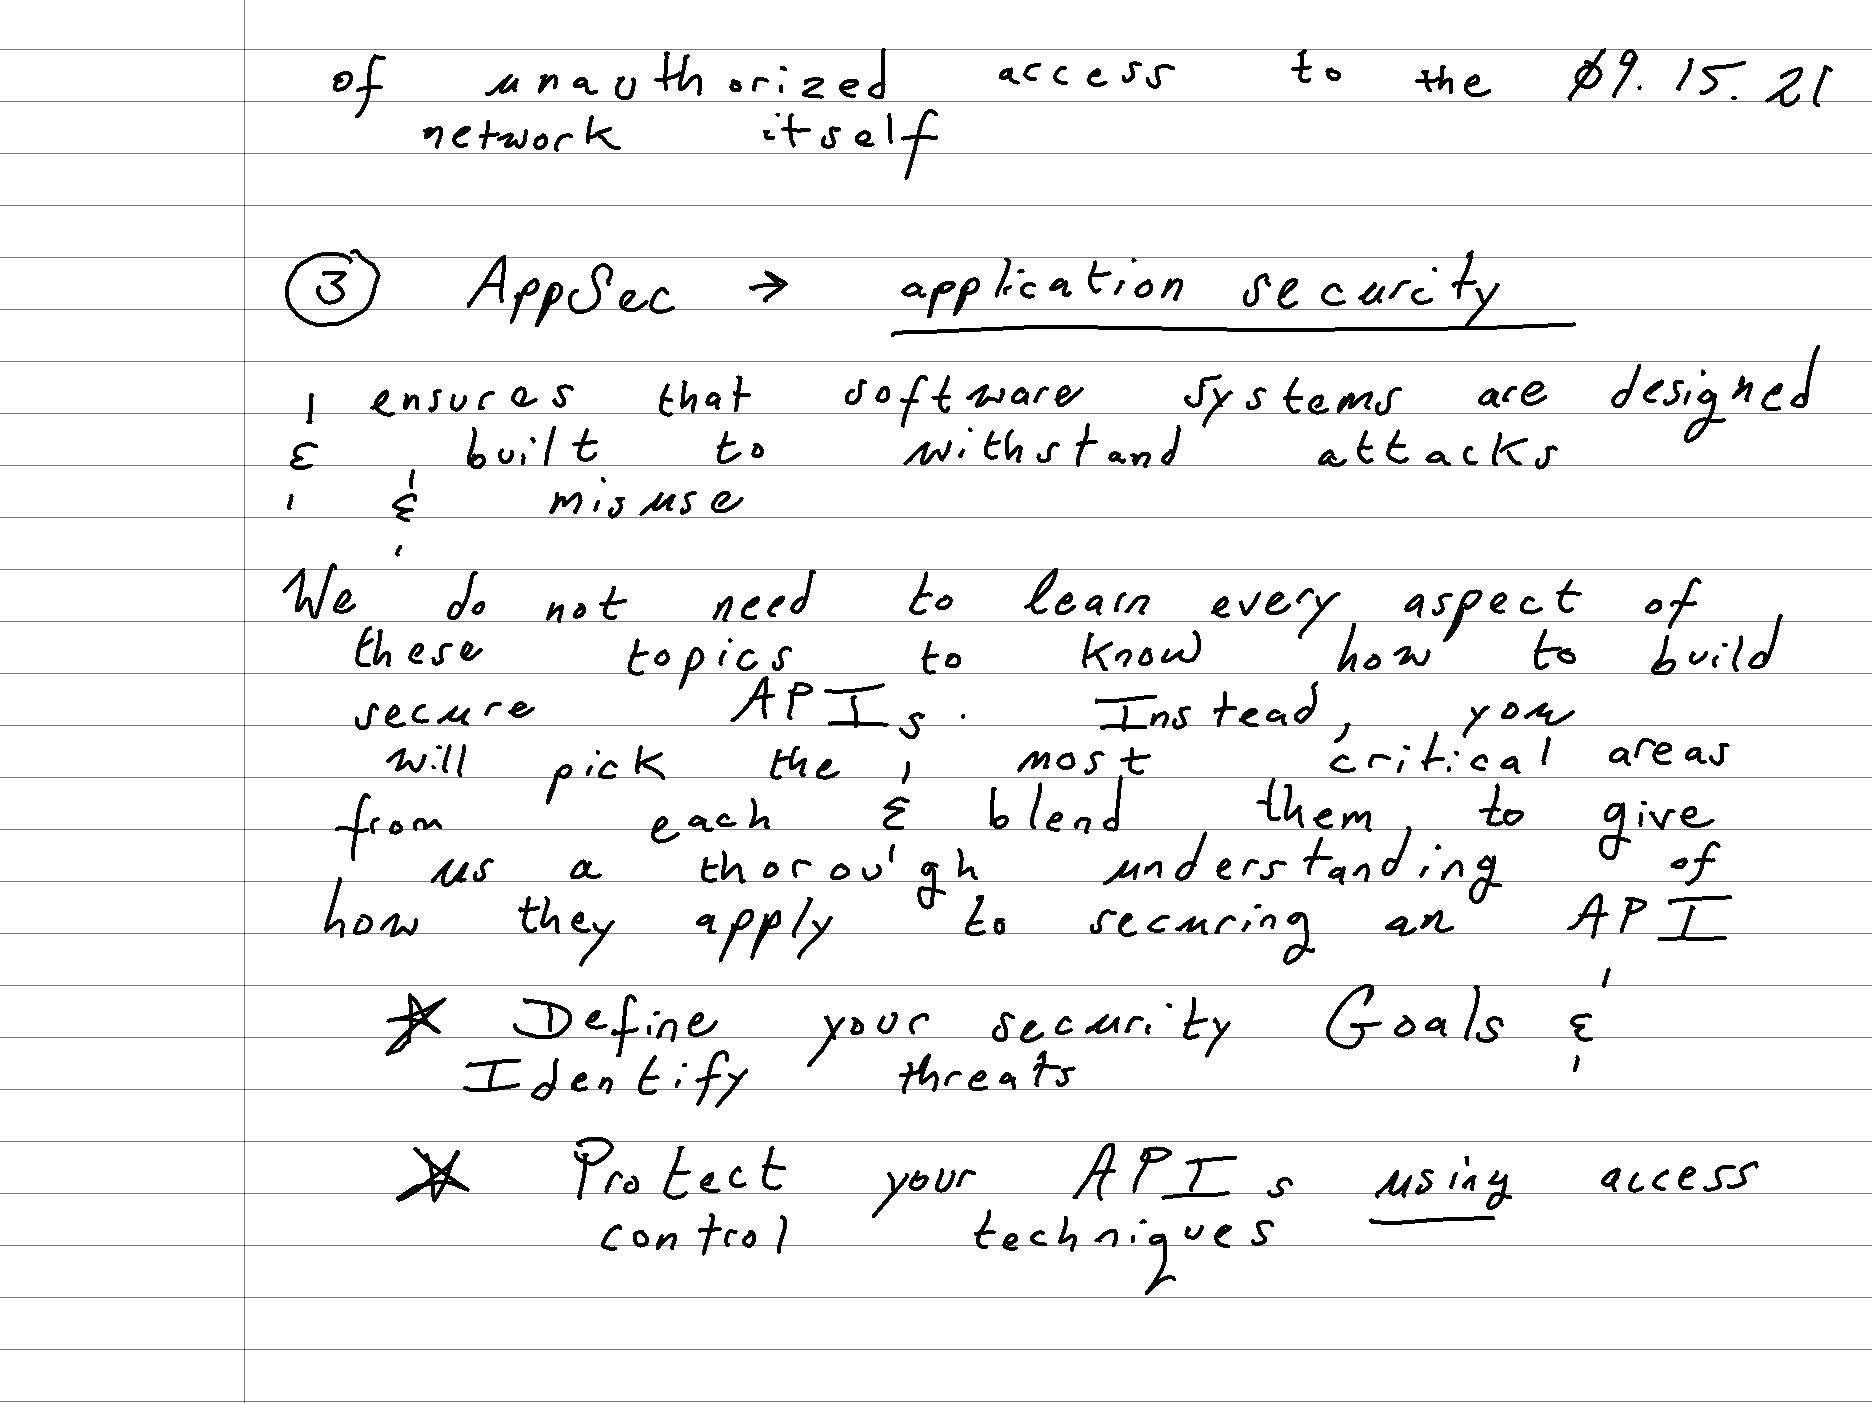 of unauthorized access to the 09.15.21
network itself
③ AppSec → application security
ensures that software systems are designed
& built to withstand attacks
& misuse
We do not need to learn every aspect of
these topics to know how to build
secure APIs. Instead, you
will pick the most critical areas
from each & blend them, to give
us a thorough understanding of
how they apply to securing an API
☆ Define your security Goals &
Identify threats
☆ Protect your APIs using access
control techniques